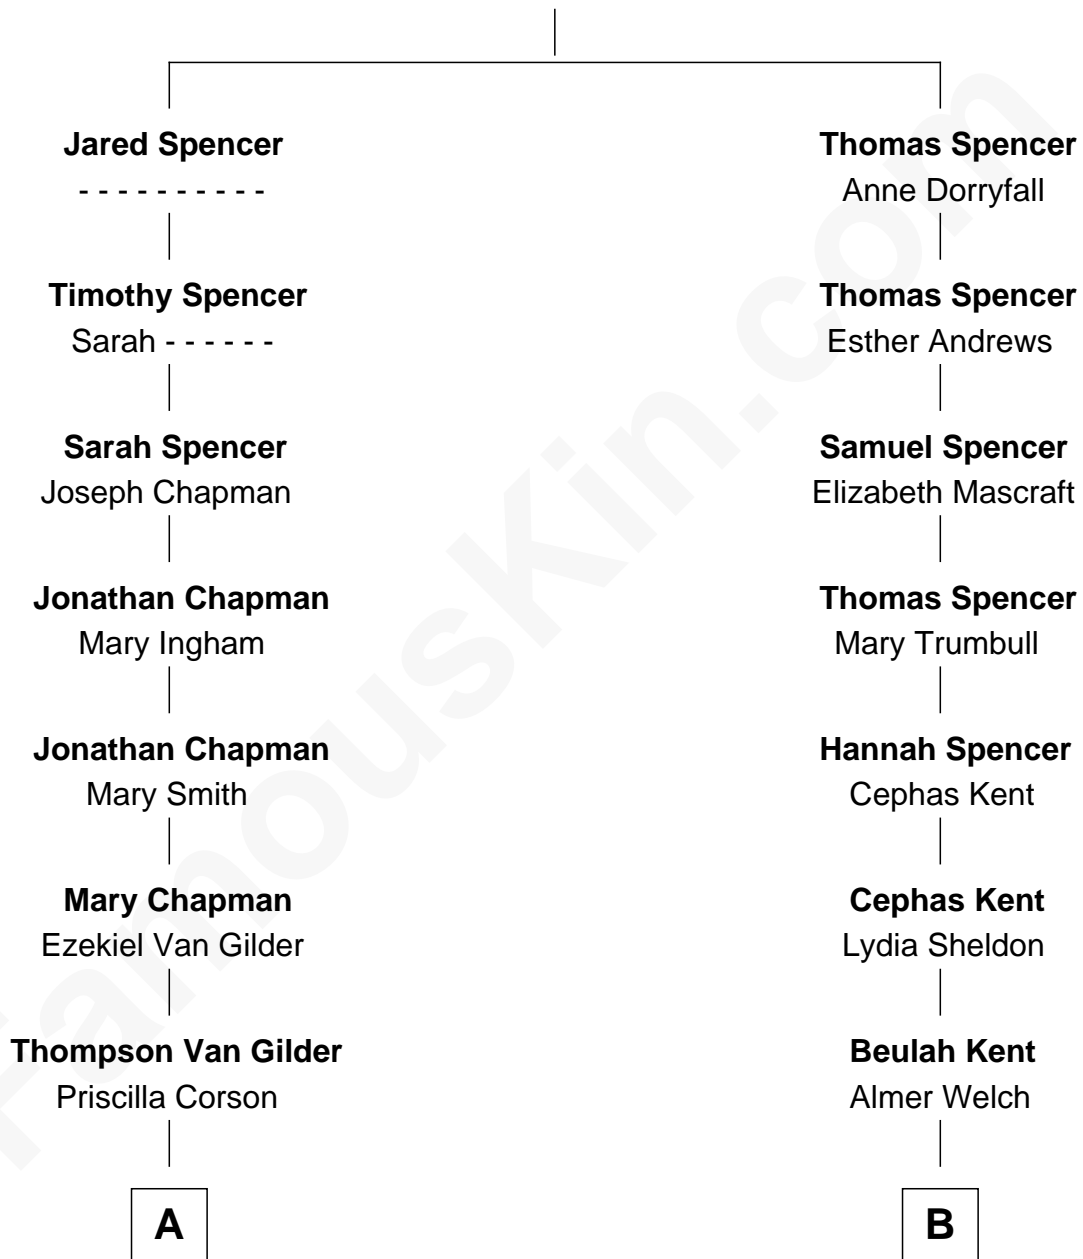 Jared Spencer
- - - - - - - - - -
Timothy Spencer
Sarah - - - - - -
Sarah Spencer
Joseph Chapman
Jonathan Chapman
Mary Ingham
Jonathan Chapman
Mary Smith
Mary Chapman
Ezekiel Van Gilder
Thompson Van Gilder
Priscilla Corson
A
Thomas Spencer
Anne Dorryfall
Thomas Spencer
Esther Andrews
Samuel Spencer
Elizabeth Mascraft
Thomas Spencer
Mary Trumbull
Hannah Spencer
Cephas Kent
Cephas Kent
Lydia Sheldon
Beulah Kent
Almer Welch
B
FamousKin.com